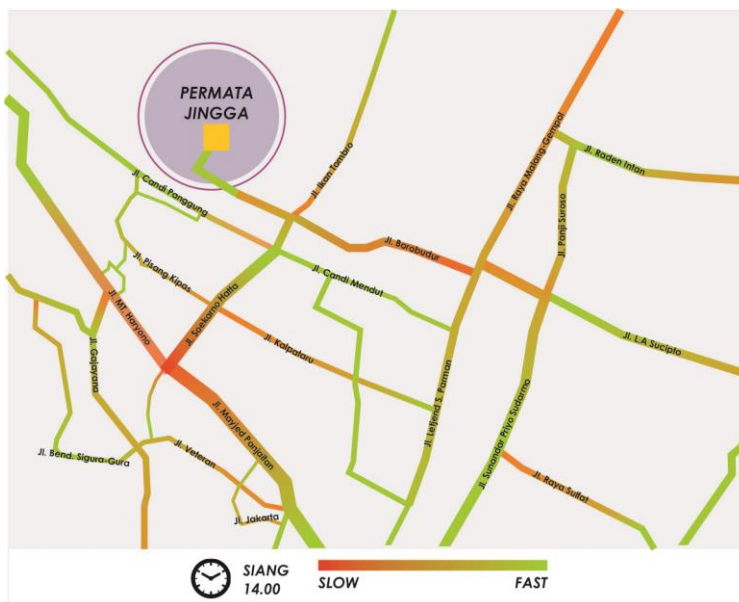 PERMATA
JINGGA
Jl. Ikan Tombro
Jl. Raya Malang Gempol
Jl. Raden Intan
Jl. Candi Panggung
Jl. Panji Suroso
Jl. Borobudur
Jl. Pisang Kipas
Jl. Candi Mendut
Jl. Soekarno Hatta
Jl. MT. Haryono
Jl. Kalpataru
Jl. L.A Sucipto
Jl. Gajayana
Jl. Letjend S. Parman
Jl. Mayjed Panjaitan
Jl. Sunandar Priyo Sudarmo
Jl. Bend. Sigura-Gura
Jl. Veteran
Jl. Raya Sulfat
Jl. Jakarta
SIANG
14.00
SLOW
FAST